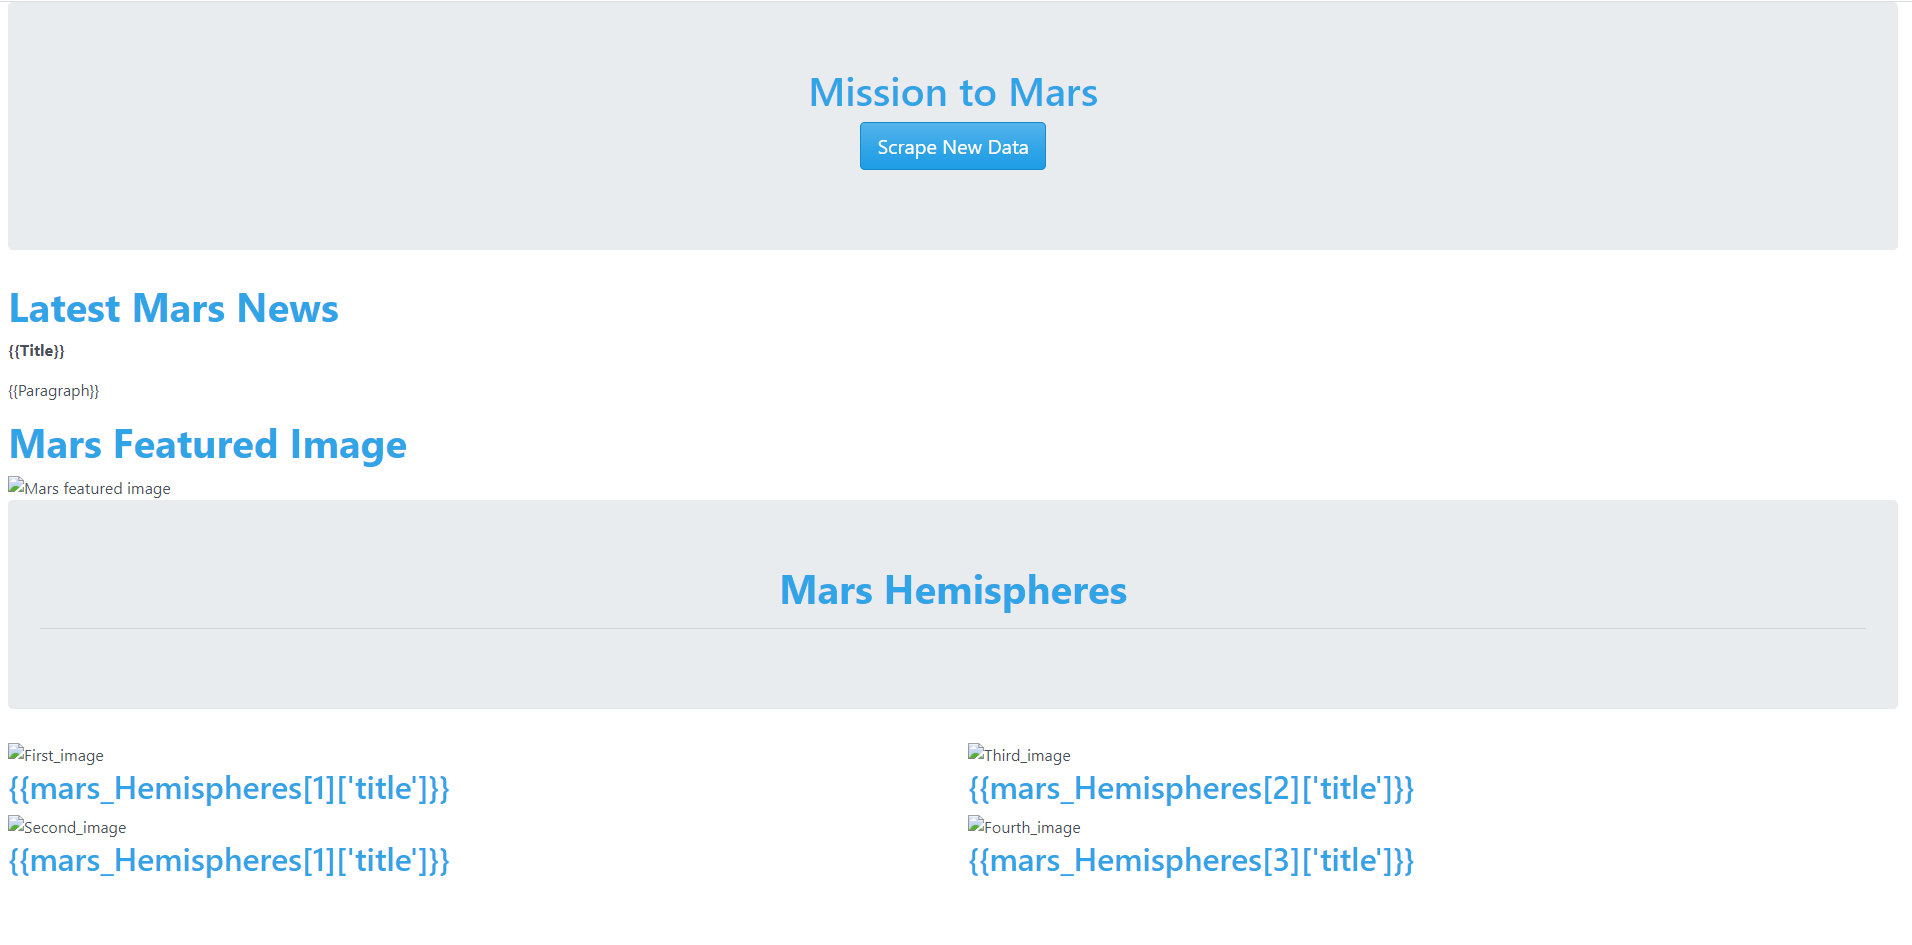 Mission to Mars
Scrape New Data
Latest Mars News
{{Title}}
{{Paragraph}}
Mars Featured Image
Mars featured image
Mars Hemispheres
First_image
{{mars_Hemispheres[1]['title']}}
Second_image
{{mars_Hemispheres[1]['title']}}
Third_image
{{mars_Hemispheres[2]['title']}}
Fourth_image
{{mars_Hemispheres[3]['title']}}